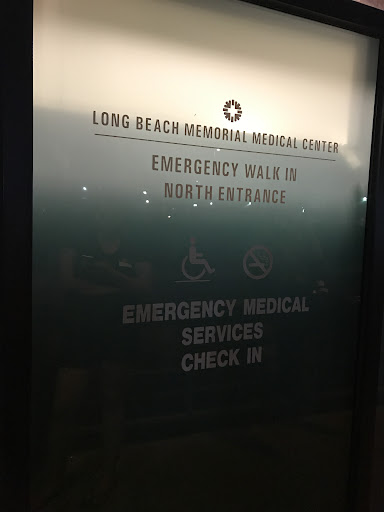 LONG BEACH MEMORIAL MEDICAL CENTER
EMERGENCY WALK IN
NORTH ENTRANCE
EMERGENCY MEDICAL
SERVICES
CHECK IN